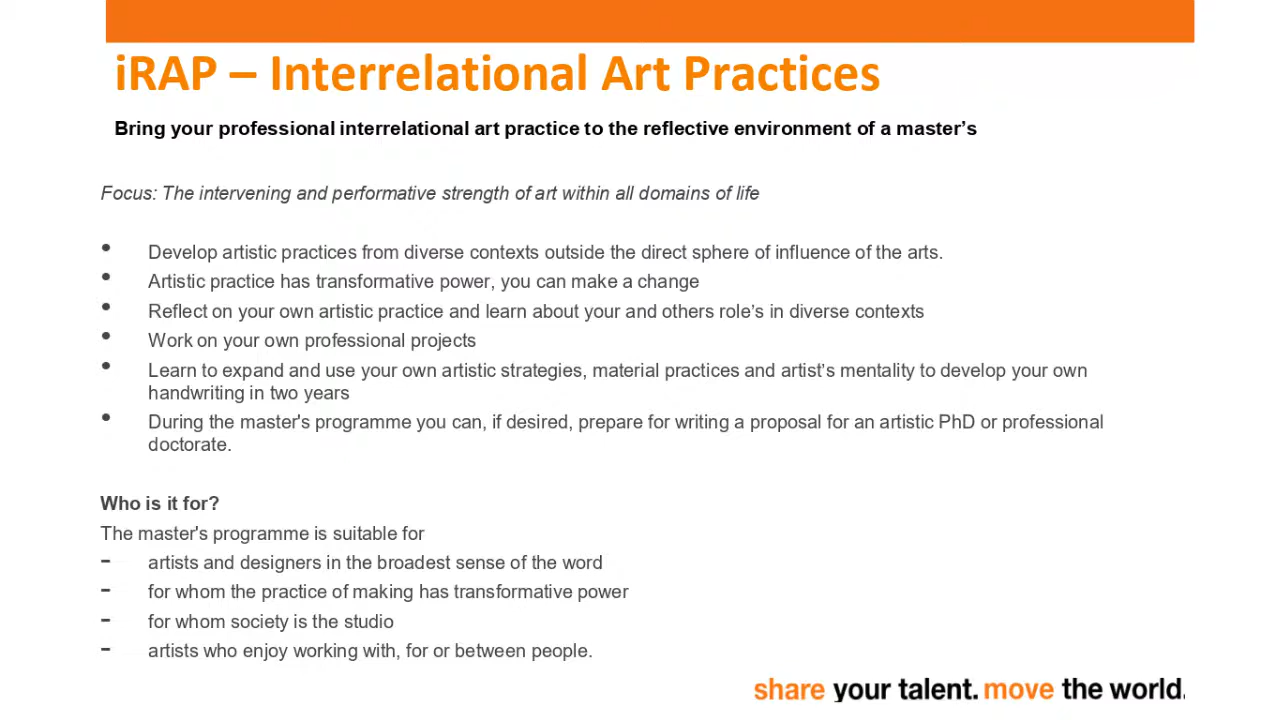 iRAP – Interrelational Art Practices
Bring your professional interrelational art practice to the reflective environment of a master’s
Focus: The intervening and performative strength of art within all domains of life
• Develop artistic practices from diverse contexts outside the direct sphere of influence of the arts.
• Artistic practice has transformative power, you can make a change
• Reflect on your own artistic practice and learn about your and others role’s in diverse contexts
• Work on your own professional projects
• Learn to expand and use your own artistic strategies, material practices and artist’s mentality to develop your own
handwriting in two years
• During the master's programme you can, if desired, prepare for writing a proposal for an artistic PhD or professional
doctorate.
Who is it for?
The master's programme is suitable for
- artists and designers in the broadest sense of the word
- for whom the practice of making has transformative power
- for whom society is the studio
- artists who enjoy working with, for or between people.
share your talent. move the world.